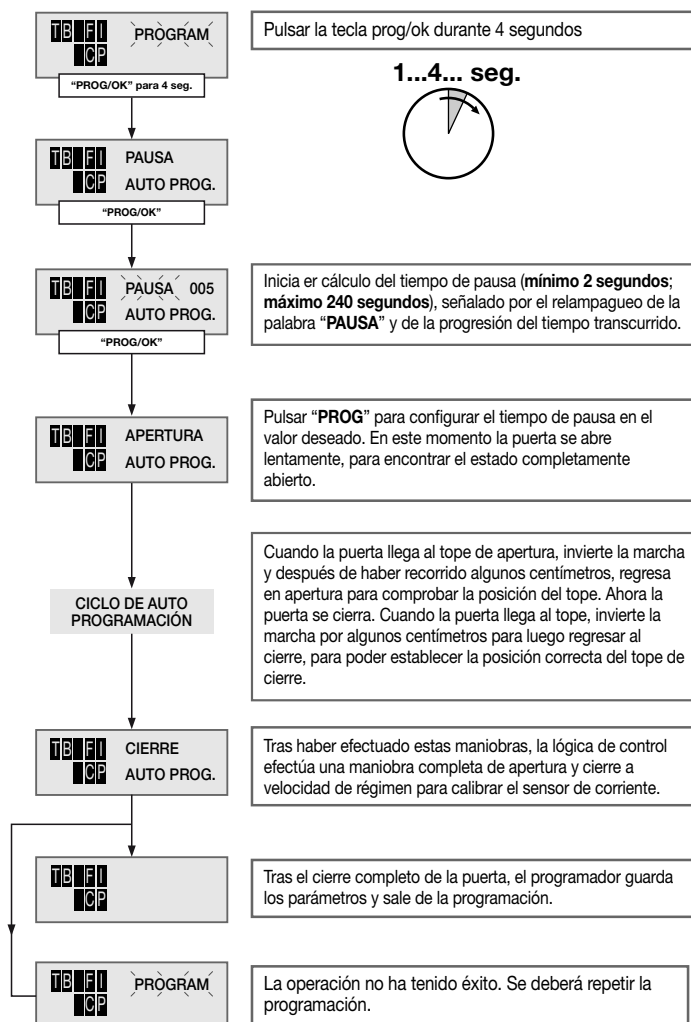 TB FI PROGRAM
CP
Pulsar la tecla prog/ok durante 4 segundos
"PROG/OK" para 4 seg.
1...4... seg.
TB FI PAUSA
CP AUTO PROG.
"PROG/OK"
TB FI PAUSA 005
CP AUTO PROG.
"PROG/OK"
Inicia er cálculo del tiempo de pausa (mínimo 2 segundos;
máximo 240 segundos), señalado por el relampagueo de la
palabra "PAUSA" y de la progresión del tiempo transcurrido.
TB FI APERTURA
CP AUTO PROG.
Pulsar "PROG" para configurar el tiempo de pausa en el
valor deseado. En este momento la puerta se abre
lentamente, para encontrar el estado completamente
abierto.
CICLO DE AUTO
PROGRAMACIÓN
Cuando la puerta llega al tope de apertura, invierte la marcha
y después de haber recorrido algunos centímetros, regresa
en apertura para comprobar la posición del tope. Ahora la
puerta se cierra. Cuando la puerta llega al tope, invierte la
marcha por algunos centímetros para luego regresar al
cierre, para poder establecer la posición correcta del tope de
cierre.
TB FI CIERRE
CP AUTO PROG.
Tras haber efectuado estas maniobras, la lógica de control
efectúa una maniobra completa de apertura y cierre a
velocidad de régimen para calibrar el sensor de corriente.
TB FI
CP
Tras el cierre completo de la puerta, el programador guarda
los parámetros y sale de la programación.
TB FI PROGRAM
CP
La operación no ha tenido éxito. Se deberá repetir la
programación.